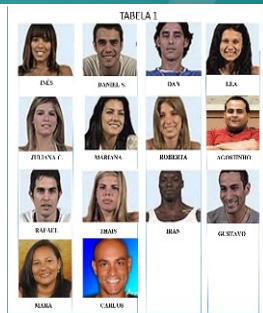 TABELA 1
INÊS DANIEL S. DAN LEA
JULIANA C. MARIANA ROBERTA AGOSTINHO
RAFAEL THAIS IRAN GUSTAVO
MARA CARLOS